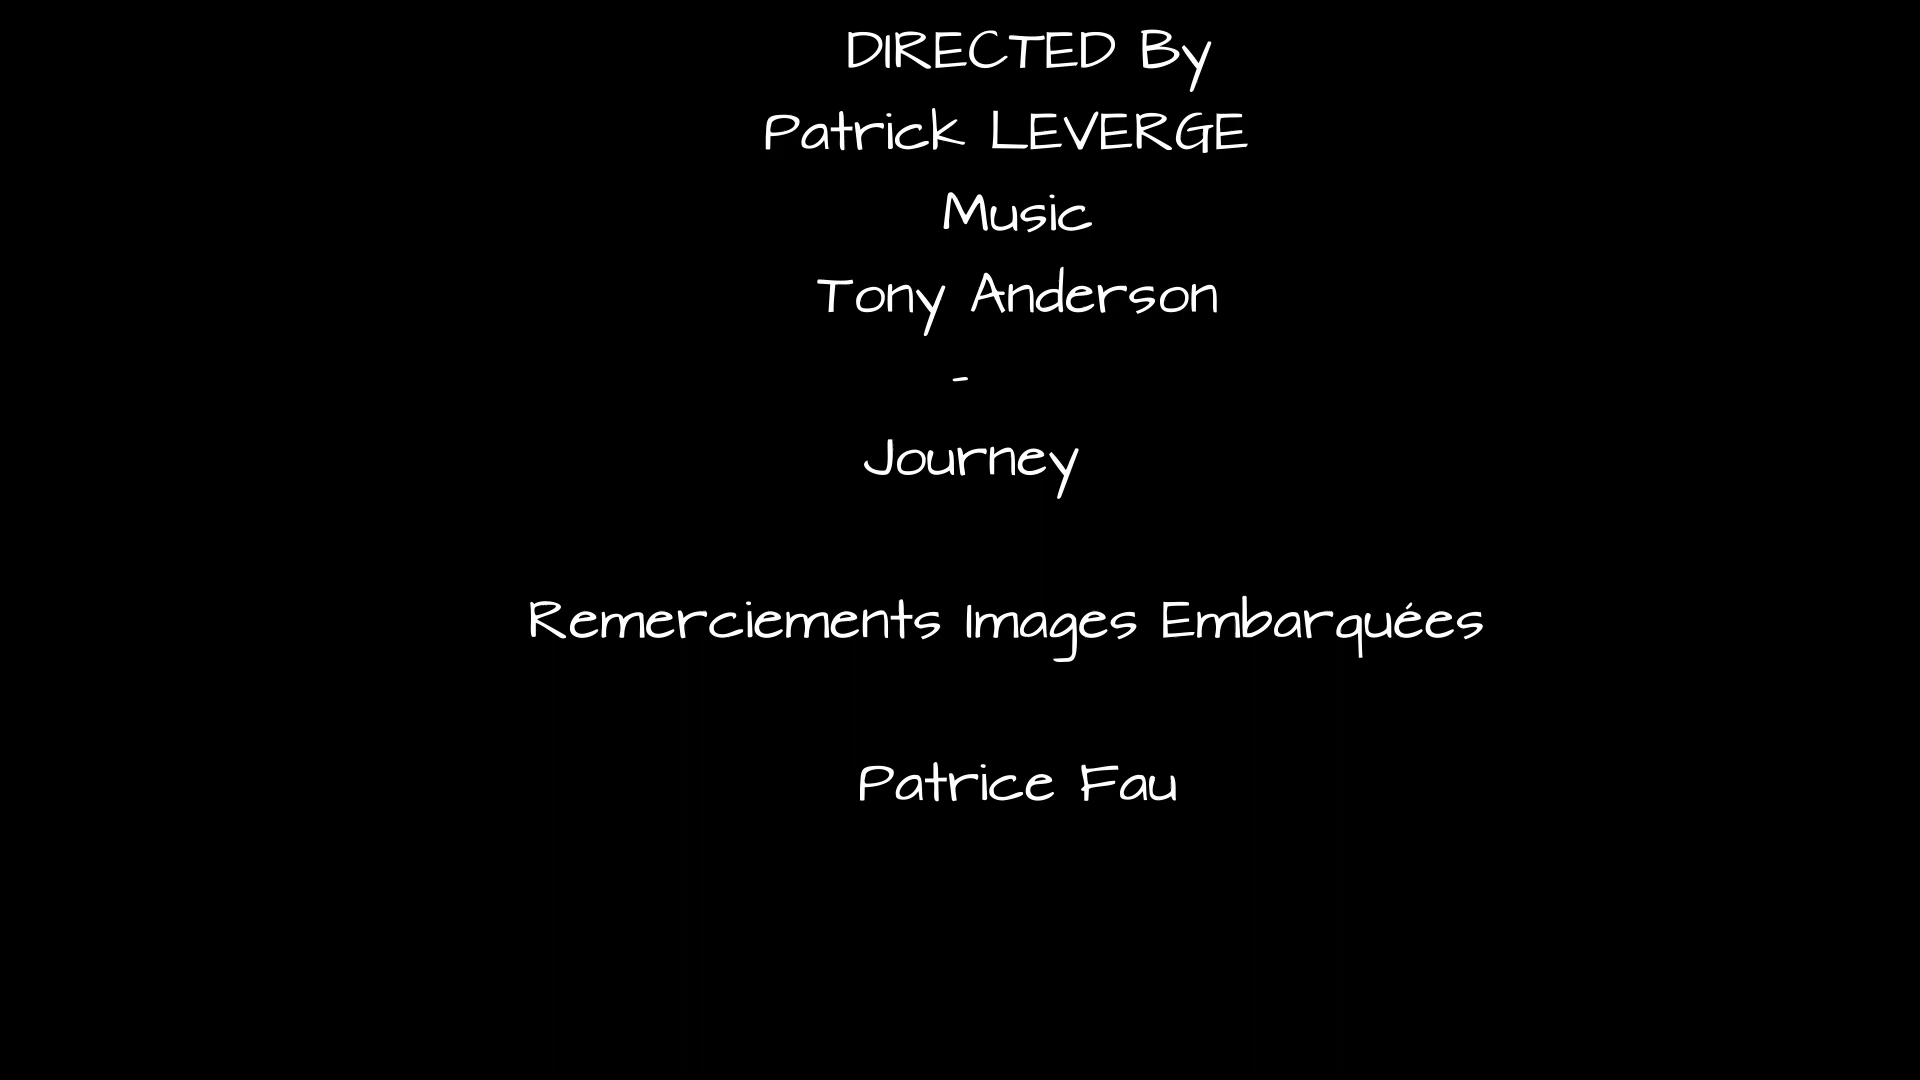 DIRECTED By
Patrick LEVERGE
Music
Tony Anderson
-
Journey
Remerciements Images Embarquées
Patrice Fau